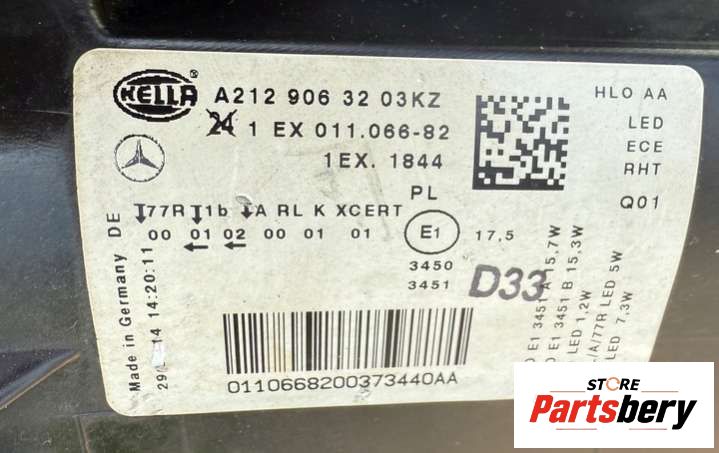 HELLA ® A212 906 32 03KZ
24 1 EX 011.066-82
1EX. 1844
HLO AA
LED
ECE
RHT
Q01
PL
77R 1b A RL K XCERT
00 01 02 00 01 01
E1
17,5
3450
3451
D33
Made in Germany DE
14 14:20:11
E1 3451 A 15,7W
E1 3451 B 15,3W
LED 1,2W
/A/77R LED 5W
LED 7,3W
0110668200373440AA
STORE
Partsbery